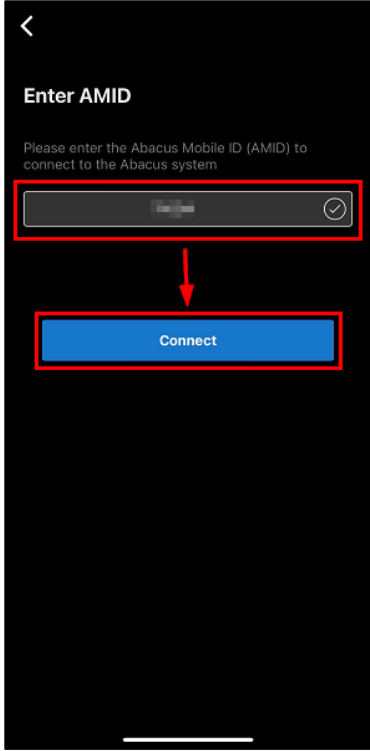 Enter AMID
Please enter the Abacus Mobile ID (AMID) to
connect to the Abacus system
Connect